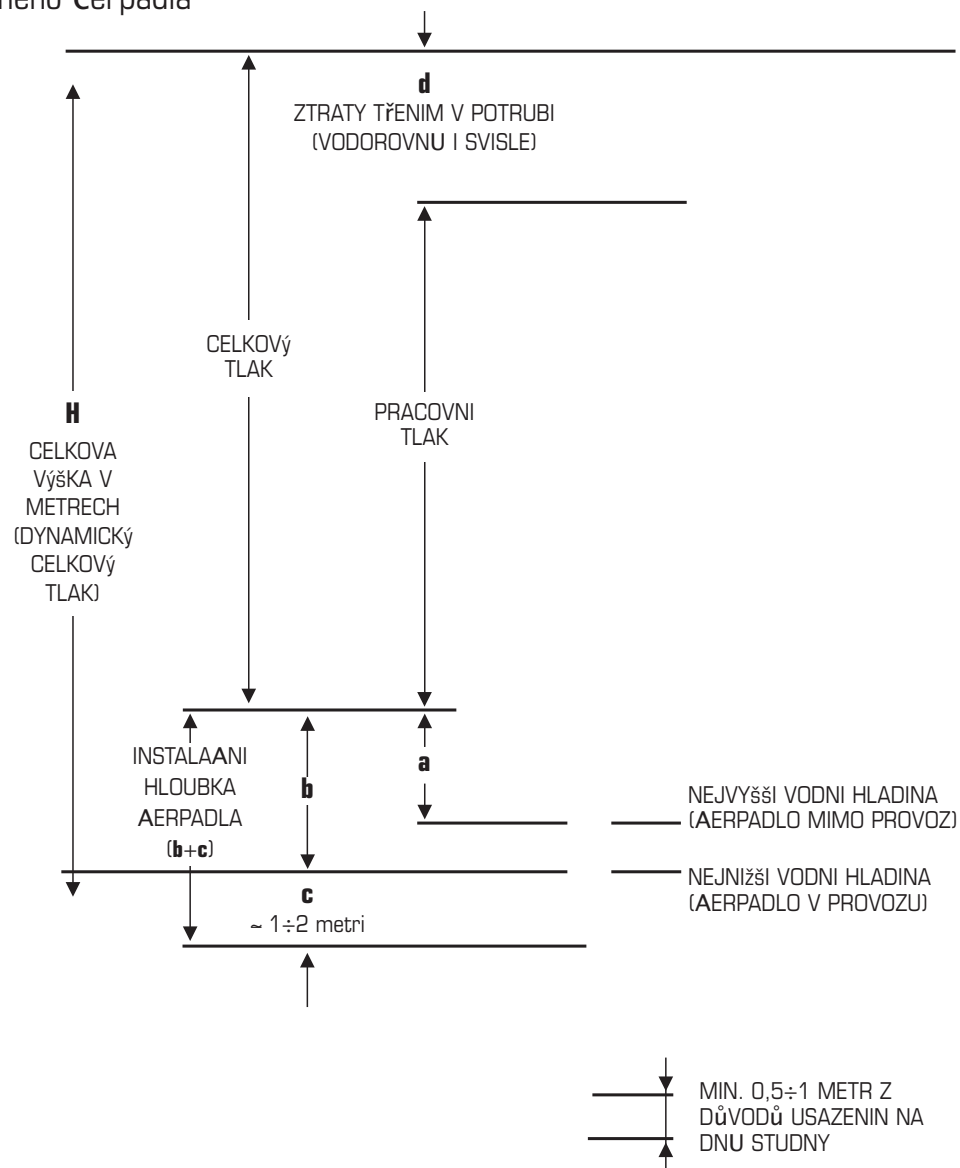 ného čerpadla
d
ZTRATY TřENIM V POTRUBI
(VODOROVNU I SVISLE)
CELKOVý
TLAK
PRACOVNI
TLAK
H
CELKOVA
VýšKA V
METRECH
(DYNAMICKý
CELKOVý
TLAK)
INSTALAANI
HLOUBKA
AERPADLA
(b+c)
b
a
NEJVYššI VODNI HLADINA
(AERPADLO MIMO PROVOZ)
NEJNIžšI VODNI HLADINA
(AERPADLO V PROVOZU)
c
~ 1÷2 metri
MIN. 0,5÷1 METR Z
DůVODů USAZENIN NA
DNU STUDNY